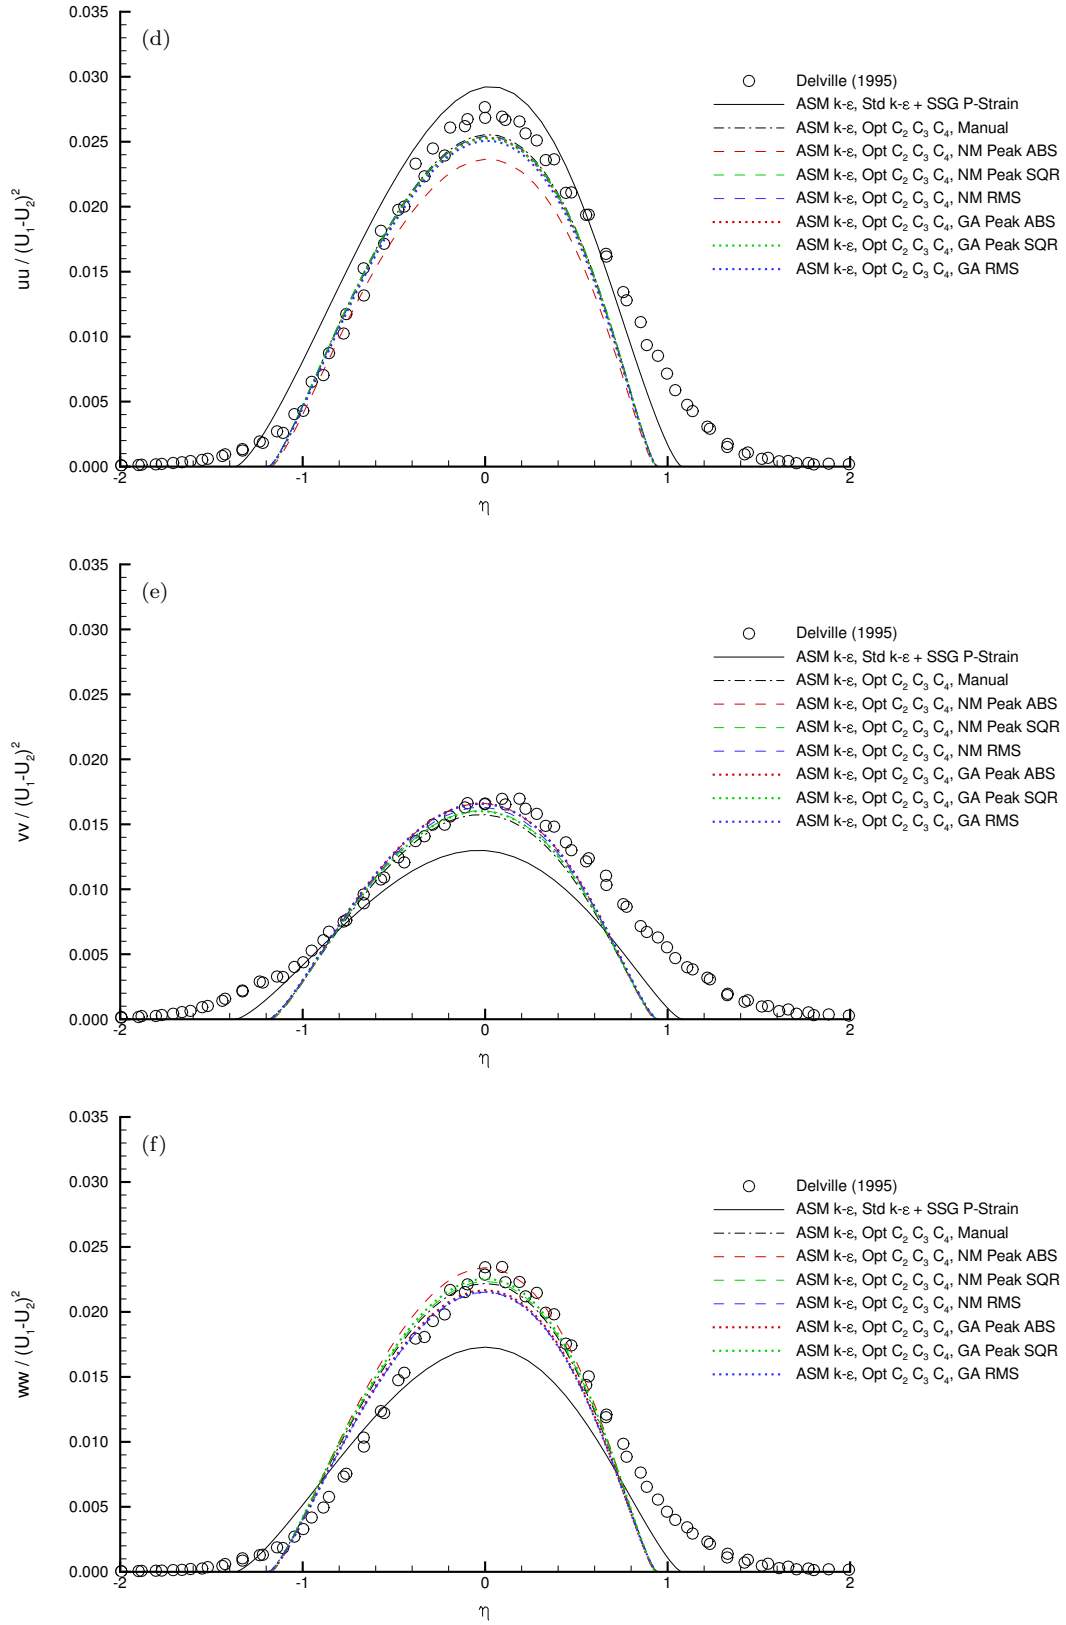 (d)
0.035
0.030
0.025
0.020
0.015
0.010
0.005
0.000
uu / (U₁-U₂)²
-2 -1 0 1 2
η
Delville (1995)
ASM k-ε, Std k-ε + SSG P-Strain
ASM k-ε, Opt C₂ C₃ C₄, Manual
ASM k-ε, Opt C₂ C₃ C₄, NM Peak ABS
ASM k-ε, Opt C₂ C₃ C₄, NM Peak SQR
ASM k-ε, Opt C₂ C₃ C₄, NM RMS
ASM k-ε, Opt C₂ C₃ C₄, GA Peak ABS
ASM k-ε, Opt C₂ C₃ C₄, GA Peak SQR
ASM k-ε, Opt C₂ C₃ C₄, GA RMS
(e)
0.035
0.030
0.025
0.020
0.015
0.010
0.005
0.000
vv / (U₁-U₂)²
-2 -1 0 1 2
η
Delville (1995)
ASM k-ε, Std k-ε + SSG P-Strain
ASM k-ε, Opt C₂ C₃ C₄, Manual
ASM k-ε, Opt C₂ C₃ C₄, NM Peak ABS
ASM k-ε, Opt C₂ C₃ C₄, NM Peak SQR
ASM k-ε, Opt C₂ C₃ C₄, NM RMS
ASM k-ε, Opt C₂ C₃ C₄, GA Peak ABS
ASM k-ε, Opt C₂ C₃ C₄, GA Peak SQR
ASM k-ε, Opt C₂ C₃ C₄, GA RMS
(f)
0.035
0.030
0.025
0.020
0.015
0.010
0.005
0.000
ww / (U₁-U₂)²
-2 -1 0 1 2
η
Delville (1995)
ASM k-ε, Std k-ε + SSG P-Strain
ASM k-ε, Opt C₂ C₃ C₄, Manual
ASM k-ε, Opt C₂ C₃ C₄, NM Peak ABS
ASM k-ε, Opt C₂ C₃ C₄, NM Peak SQR
ASM k-ε, Opt C₂ C₃ C₄, NM RMS
ASM k-ε, Opt C₂ C₃ C₄, GA Peak ABS
ASM k-ε, Opt C₂ C₃ C₄, GA Peak SQR
ASM k-ε, Opt C₂ C₃ C₄, GA RMS